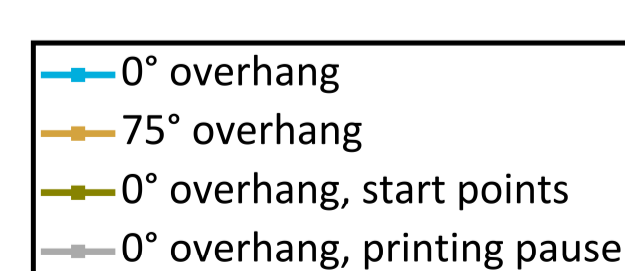 0° overhang
75° overhang
0° overhang, start points
0° overhang, printing pause